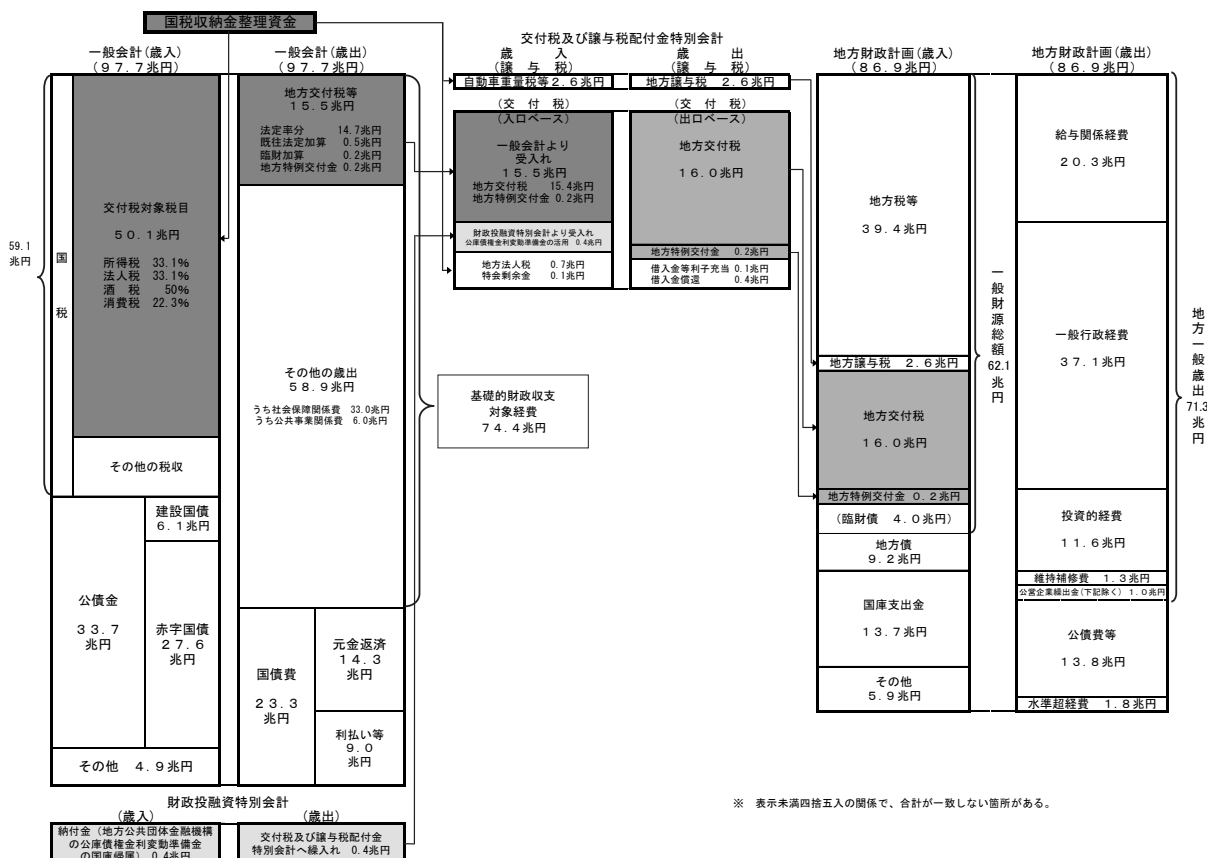 国税収納金整理資金
一般会計(歳入)
(９７.７兆円)
59.1
兆円
国
税
交付税対象税目
５０.１兆円
所得税 33.1%
法人税 33.1%
酒 税 50%
消費税 22.3%
その他の税収
公債金
３３.７
兆円
建設国債
６.１兆円
赤字国債
２７.６
兆円
その他 ４.９兆円
一般会計(歳出)
(９７.７兆円)
地方交付税等
１５.５兆円
法定率分 14.7兆円
既往法定加算 0.5兆円
臨財加算 0.2兆円
地方特例交付金 0.2兆円
その他の歳出
５８.９兆円
うち社会保障関係費 33.0兆円
うち公共事業関係費 6.0兆円
国債費
２３.３
兆円
元金返済
１４.３
兆円
利払い等
９.０
兆円
基礎的財政収支
対象経費
７４.４兆円
財政投融資特別会計
(歳入)
納付金（地方公共団体金融機構
の公庫債権金利変動準備金
の国庫帰属） 0.4兆円
(歳出)
交付税及び譲与税配付金
特別会計へ繰入れ 0.4兆円
交付税及び譲与税配付金特別会計
歳 入
(譲 与 税)
自動車重量税等２.６兆円
(交 付 税)
(入口ベース)
一般会計より
受入れ
１５.５兆円
地方交付税 15.4兆円
地方特例交付金 0.2兆円
財政投融資特別会計より受入れ
公庫債権金利変動準備金の活用 0.4兆円
地方法人税 0.7兆円
特会剰余金 0.1兆円
歳 出
(譲 与 税)
地方譲与税 ２.６兆円
(交 付 税)
(出口ベース)
地方交付税
１６.０兆円
地方特例交付金 0.2兆円
借入金等利子充当 0.1兆円
借入金償還 0.4兆円
地方財政計画(歳入)
(８６.９兆円)
地方税等
３９.４兆円
地方譲与税 ２.６兆円
地方交付税
１６.０兆円
地方特例交付金 ０.２兆円
(臨財債 ４.０兆円)
地方債
９.２兆円
国庫支出金
１３.７兆円
その他
５.９兆円
一般財源総額
62.1
兆円
地方財政計画(歳出)
(８６.９兆円)
給与関係経費
２０.３兆円
一般行政経費
３７.１兆円
投資的経費
１１.６兆円
維持補修費 １.３兆円
公営企業繰出金(下記除く) １.０兆円
公債費等
１３.８兆円
水準超経費 １.８兆円
地方一般歳出
71.3
兆円
※ 表示未満四捨五入の関係で、合計が一致しない箇所がある。